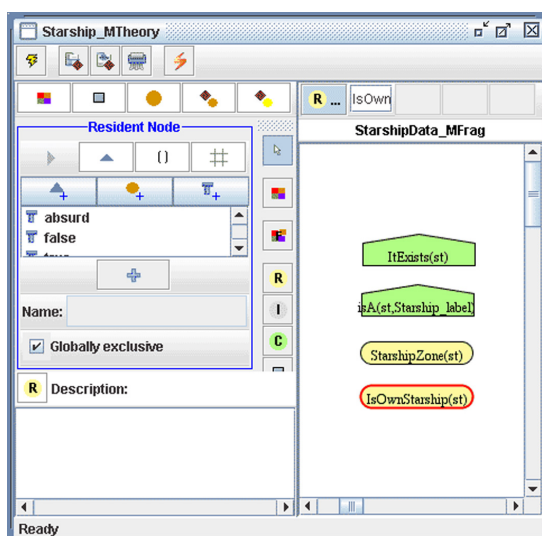 Starship_MTheory
R ... IsOwn
StarshipData_MFrag
Resident Node
( )
absurd
false
Name:
Globally exclusive
R Description:
R
I
C
ItExists(st)
isA(st,Starship_label)
StarshipZone(st)
IsOwnStarship(st)
Ready